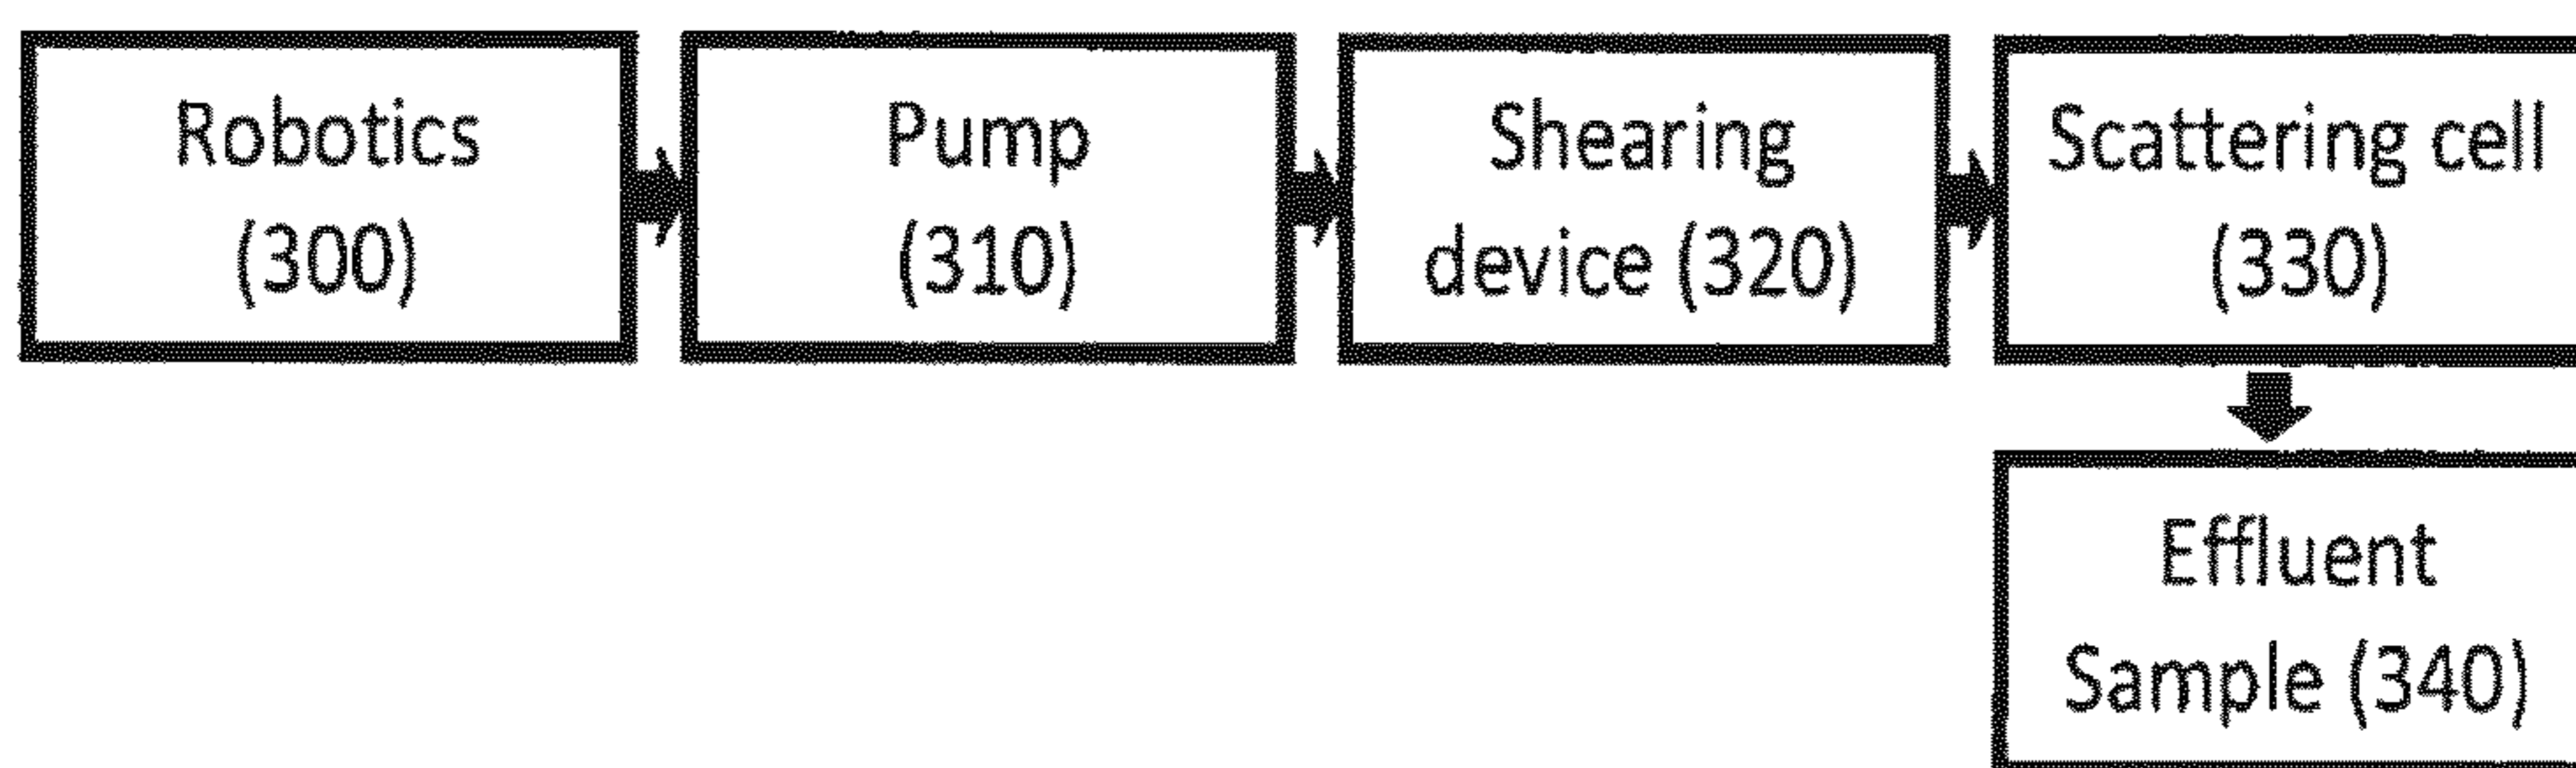 Robotics
(300)
Pump
(310)
Shearing
device (320)
Scattering cell
(330)
Effluent
Sample (340)